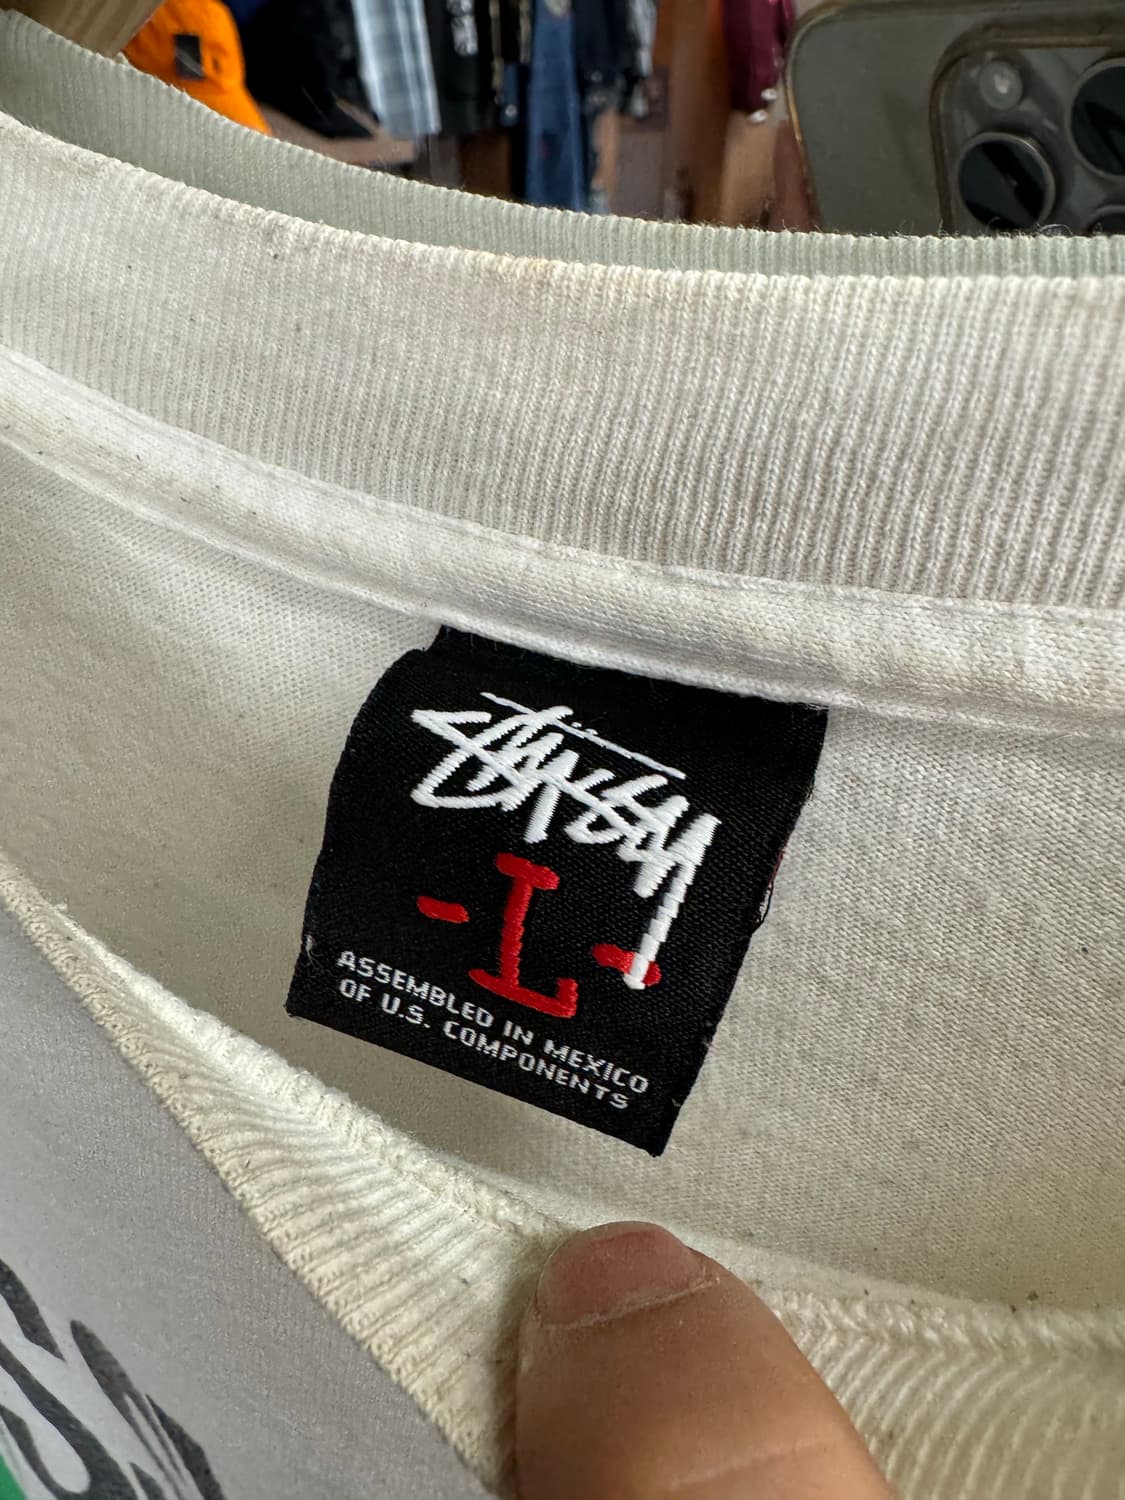 Stüssy
-L-
ASSEMBLED IN MEXICO
OF U.S. COMPONENTS